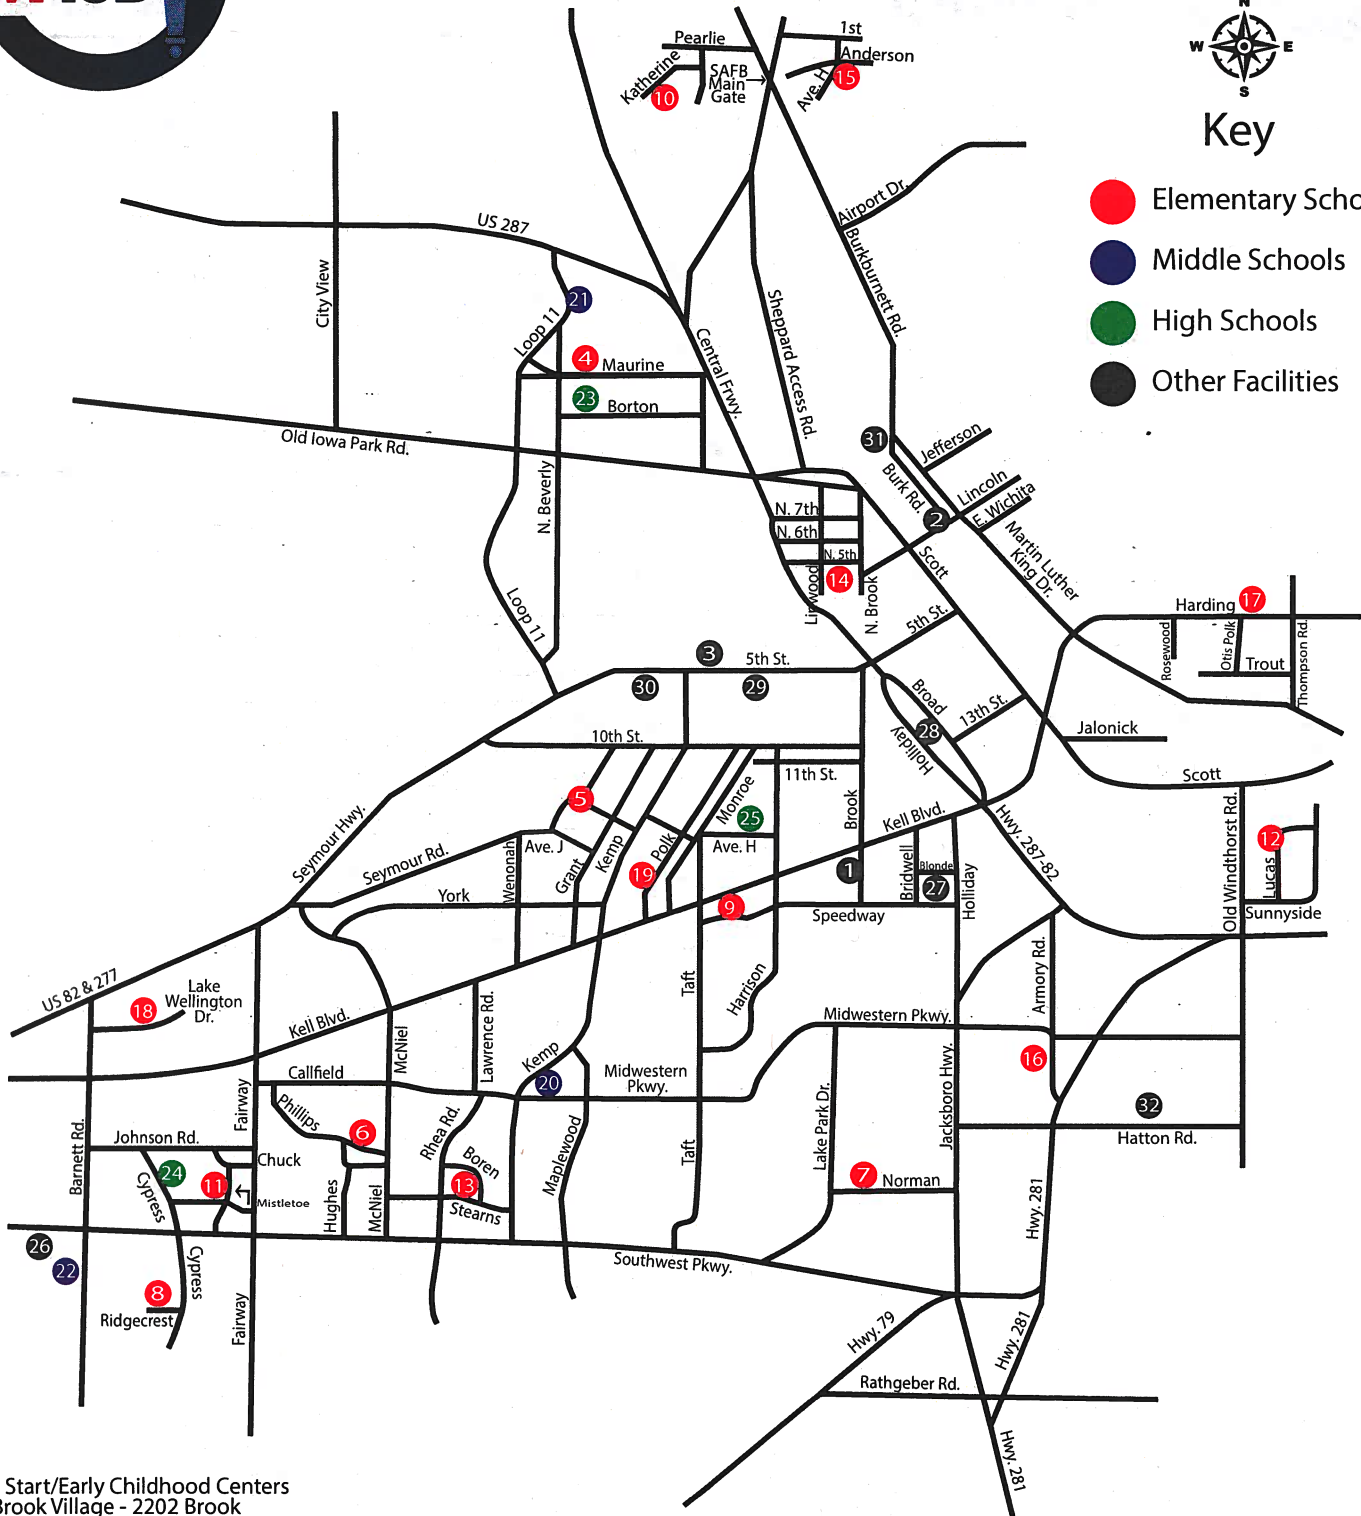 N
W E
S
Key
Elementary Scho
Middle Schools
High Schools
Other Facilities
Pearlie
Katherine
SAFB
Main
Gate
10
1st
Anderson
Ave. H
15
Airport Dr.
Burkburnett Rd.
US 287
City View
21
Loop 11
4
Maurine
23
Borton
Central Frwy.
Sheppard Access Rd.
Old Iowa Park Rd.
31
Jefferson
Burk Rd.
Lincoln
2
E. Wichita
N. Beverly
N. 7th
N. 6th
N. 5th
14
Linwood
N. Brook
Scott
Martin Luther
King Dr.
Loop 11
5th St.
Harding
17
Rosewood
Otis Polk
Trout
Thompson Rd.
3
5th St.
30
29
Broad
13th St.
28
Holliday
Jalonick
10th St.
11th St.
Scott
5
Monroe
25
Brook
Kell Blvd.
Hwy. 287-82
Seymour Hwy.
Seymour Rd.
Wenonah
Ave. J
Grant
Kemp
Polk
Ave. H
19
1
Bridwell
Blonde
27
Holliday
Old Windthorst Rd.
12
Lucas
Sunnyside
York
9
Speedway
US 82 & 277
18
Lake
Wellington
Dr.
Kell Blvd.
McNiel
Lawrence Rd.
Taft
Harrison
Armory Rd.
Midwestern Pkwy.
Callfield
Kemp
20
Midwestern
Pkwy.
16
Jacksboro Hwy.
32
Hatton Rd.
Fairway
Phillips
6
Johnson Rd.
Barnett Rd.
Chuck
24
Cypress
11
Mistletoe
Hughes
McNiel
Rhea Rd.
Boren
13
Stearns
Maplewood
Taft
Lake Park Dr.
7
Norman
Hwy. 281
26
22
Cypress
8
Ridgecrest
Fairway
Southwest Pkwy.
Hwy. 79
Hwy. 281
Rathgeber Rd.
Hwy. 281
Start/Early Childhood Centers
Brook Village - 2202 Brook